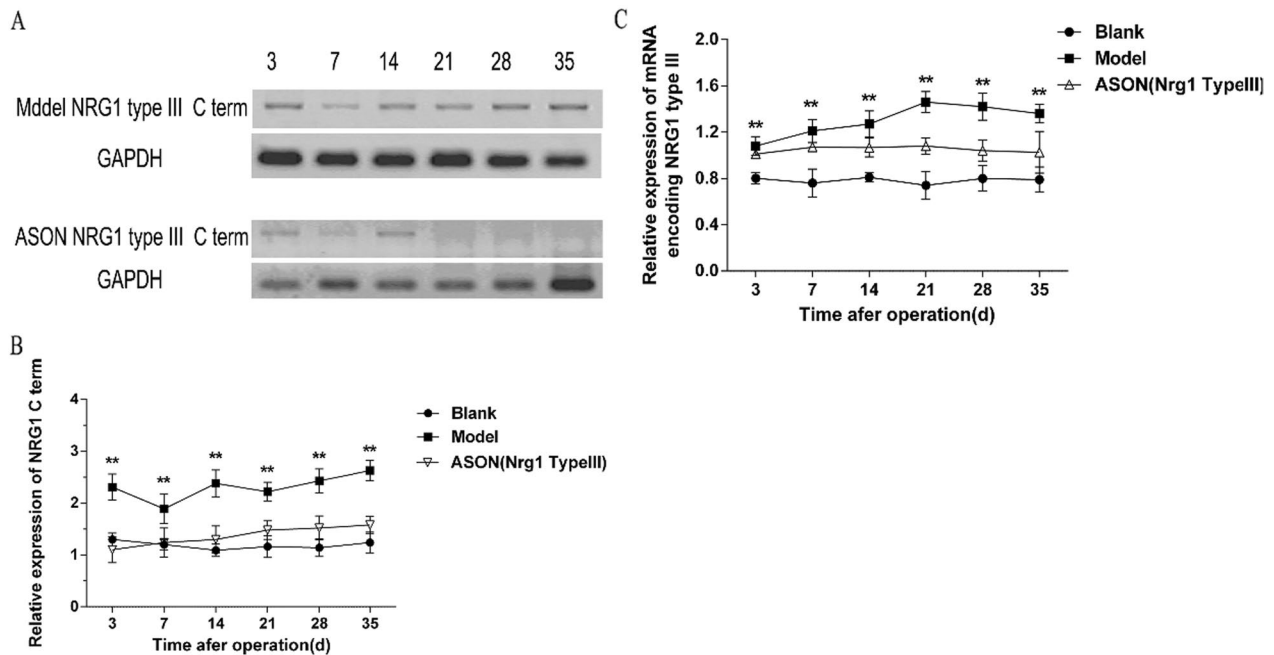 A
3 7 14 21 28 35
Mddel NRG1 type III C term
GAPDH
ASON NRG1 type III C term
GAPDH
B
Relative expression of NRG1 C term
4
3
2
1
0
** ** ** ** ** **
3 7 14 21 28 35
Time afer operation(d)
Blank
Model
ASON(Nrg1 TypeIII)
C
Relative expression of mRNA
encoding NRG1 type III
2.0
1.6
1.2
0.8
0.4
0.0
** ** ** ** ** **
3 7 14 21 28 35
Time afer operation(d)
Blank
Model
ASON(Nrg1 TypeIII)